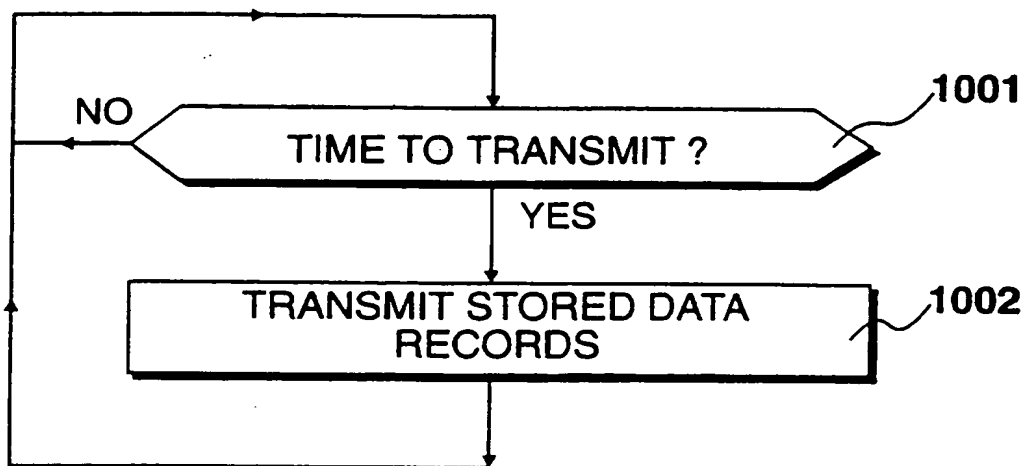 1001
NO
TIME TO TRANSMIT ?
YES
1002
TRANSMIT STORED DATA
RECORDS